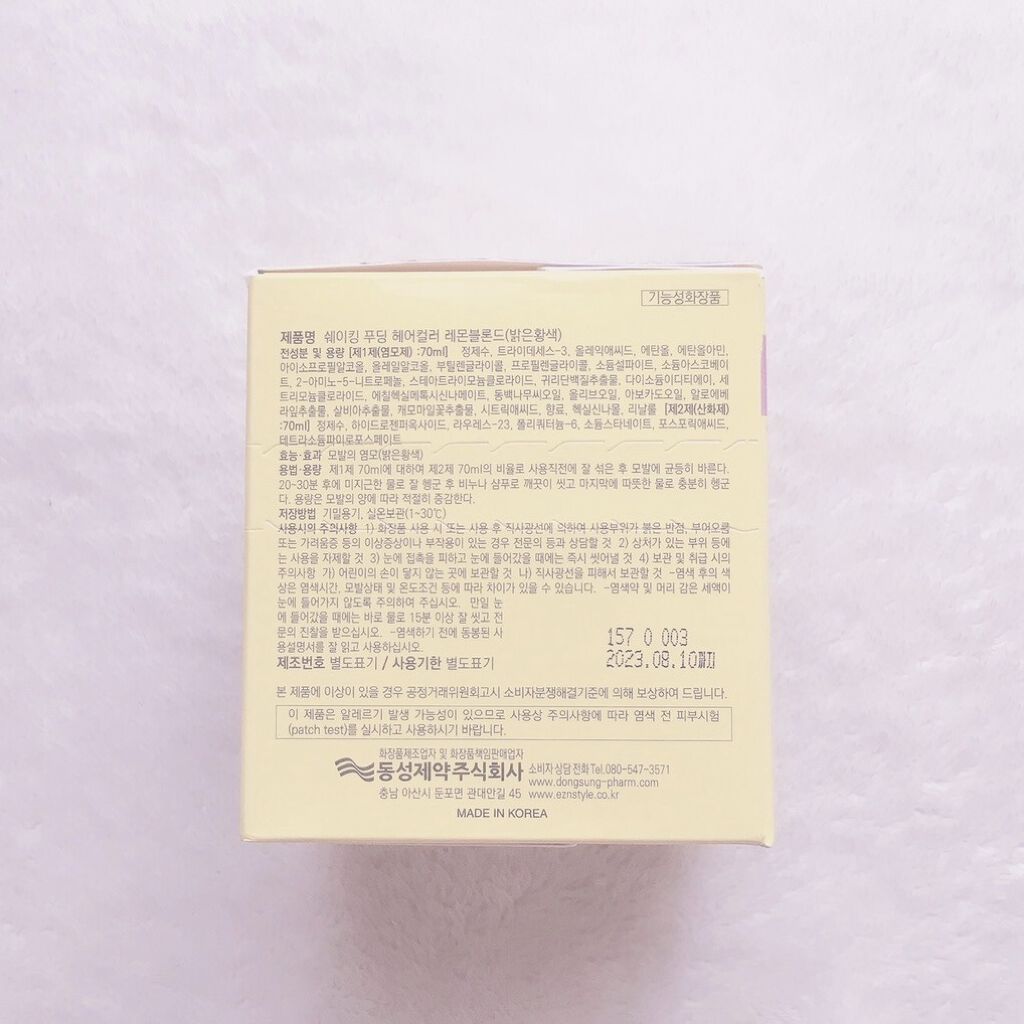 기능성화장품
제품명 쉐이킹 푸딩 헤어컬러 레몬블론드(밝은황색)
전성분 및 용량 [제1제(염모제) :70ml] 정제수, 트라이데세스-3, 올레익애씨드, 에탄올, 에탄올아민,
아이소프로필알코올, 올레일알코올, 부틸렌글라이콜, 프로필렌글라이콜, 소듐설파이트, 소듐아스코베이
트, 2-아미노-5-니트로페놀, 스테아트라이모늄클로라이드, 귀리단백질추출물, 다이소듐이디티에이, 세
트리모늄클로라이드, 에칠헥실메톡시신나메이트, 동백나무씨오일, 올리브오일, 아보카도오일, 알로에베
라잎추출물, 살비아추출물, 캐모마일꽃추출물, 시트릭애씨드, 향료, 헥실신나몰, 리날룰 [제2제(산화제)
:70ml] 정제수, 하이드로젠퍼옥사이드, 라우레스-23, 폴리쿼터늄-6, 소듐스타네이트, 포스포릭애씨드,
테트라소듐파이로포스페이트
효능·효과 모발의 염모(밝은황색)
용법·용량 제1제 70ml에 대하여 제2제 70ml의 비율로 사용직전에 잘 섞은 후 모발에 균등히 바른다.
20~30분 후에 미지근한 물로 잘 헹군 후 비누나 샴푸로 깨끗이 씻고 마지막에 따뜻한 물로 충분히 헹군
다. 용량은 모발의 양에 따라 적절히 증감한다.
저장방법 기밀용기, 실온보관(1~30℃)
사용시의 주의사항 1) 화장품 사용 시 또는 사용 후 직사광선에 의하여 사용부위가 붉은 반점, 부어오름
또는 가려움증 등의 이상증상이나 부작용이 있는 경우 전문의 등과 상담할 것 2) 상처가 있는 부위 등에
는 사용을 자제할 것 3) 눈에 접촉을 피하고 눈에 들어갔을 때에는 즉시 씻어낼 것 4) 보관 및 취급 시의
주의사항 가) 어린이의 손이 닿지 않는 곳에 보관할 것 나) 직사광선을 피해서 보관할 것 -염색 후의 색
상은 염색시간, 모발상태 및 온도조건 등에 따라 차이가 있을 수 있습니다. -염색약 및 머리 감은 세액이
눈에 들어가지 않도록 주의하여 주십시오. 만일 눈
에 들어갔을 때에는 바로 물로 15분 이상 잘 씻고 전
문의 진찰을 받으십시오. -염색하기 전에 동봉된 사
용설명서를 잘 읽고 사용하십시오.
157 0 003
2023.08.10까지
제조번호 별도표기 / 사용기한 별도표기
본 제품에 이상이 있을 경우 공정거래위원회고시 소비자분쟁해결기준에 의해 보상하여 드립니다.
이 제품은 알레르기 발생 가능성이 있으므로 사용상 주의사항에 따라 염색 전 피부시험
(patch test)를 실시하고 사용하시기 바랍니다.
화장품제조업자 및 화장품책임판매업자
동성제약주식회사 소비자상담전화 Tel.080-547-3571
www.dongsung-pharm.com
충남 아산시 둔포면 관대안길 45 www.eznstyle.co.kr
MADE IN KOREA